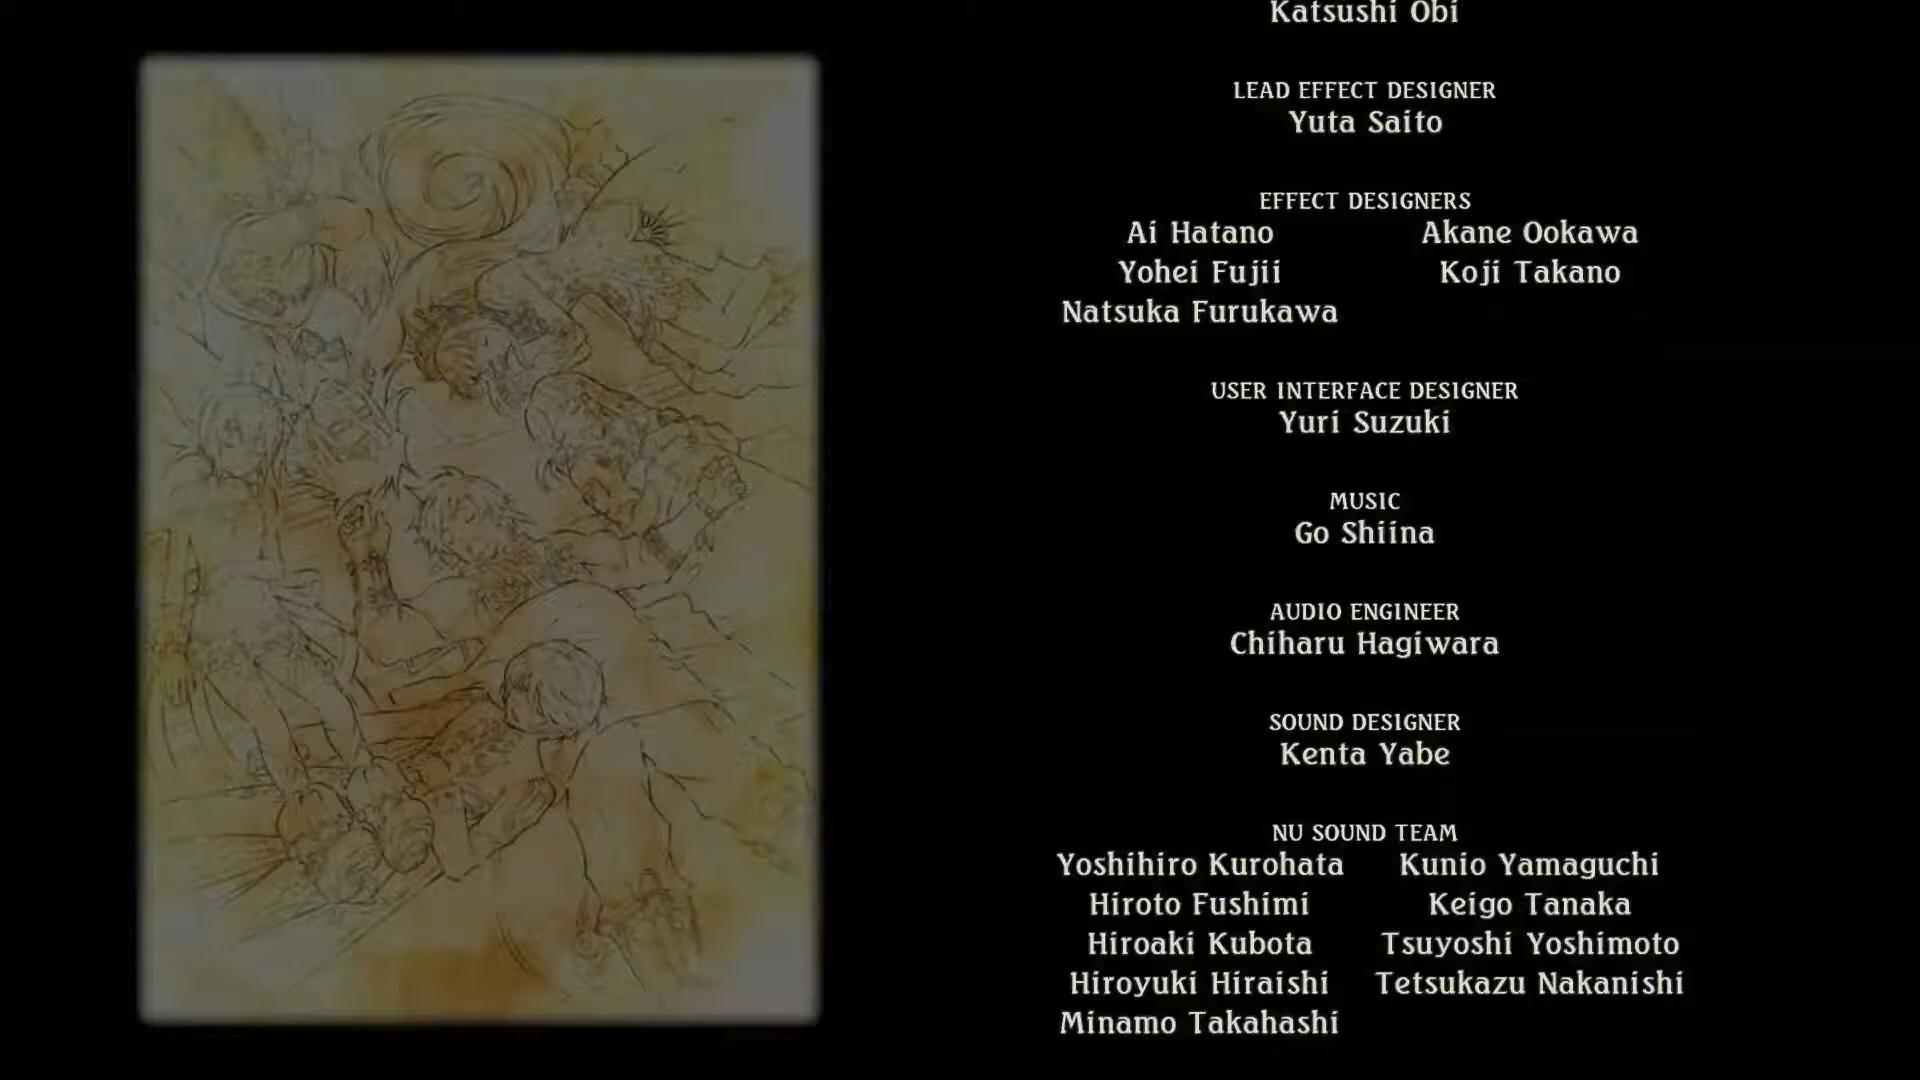 Katsushi Obi
LEAD EFFECT DESIGNER
Yuta Saito
EFFECT DESIGNERS
Ai Hatano Akane Ookawa
Yohei Fujii Koji Takano
Natsuka Furukawa
USER INTERFACE DESIGNER
Yuri Suzuki
MUSIC
Go Shiina
AUDIO ENGINEER
Chiharu Hagiwara
SOUND DESIGNER
Kenta Yabe
NU SOUND TEAM
Yoshihiro Kurohata Kunio Yamaguchi
Hiroto Fushimi Keigo Tanaka
Hiroaki Kubota Tsuyoshi Yoshimoto
Hiroyuki Hiraishi Tetsukazu Nakanishi
Minamo Takahashi